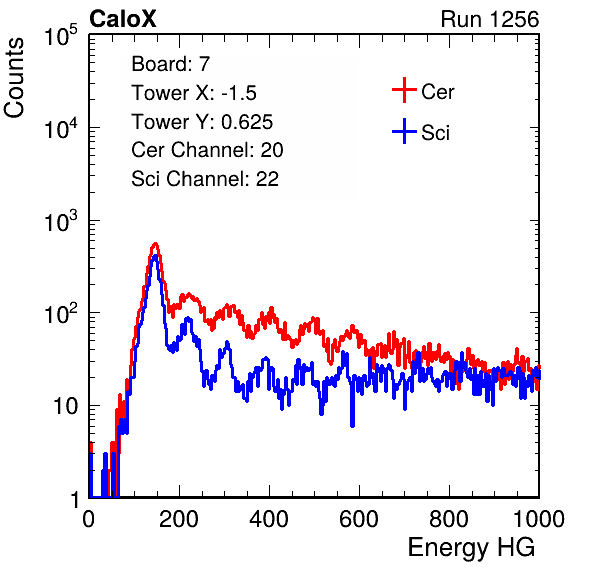 CaloX Run 1256
Counts
10^5
10^4
10^3
10^2
10
1
Board: 7
Tower X: -1.5
Tower Y: 0.625
Cer Channel: 20
Sci Channel: 22
Cer
Sci
0 200 400 600 800 1000
Energy HG